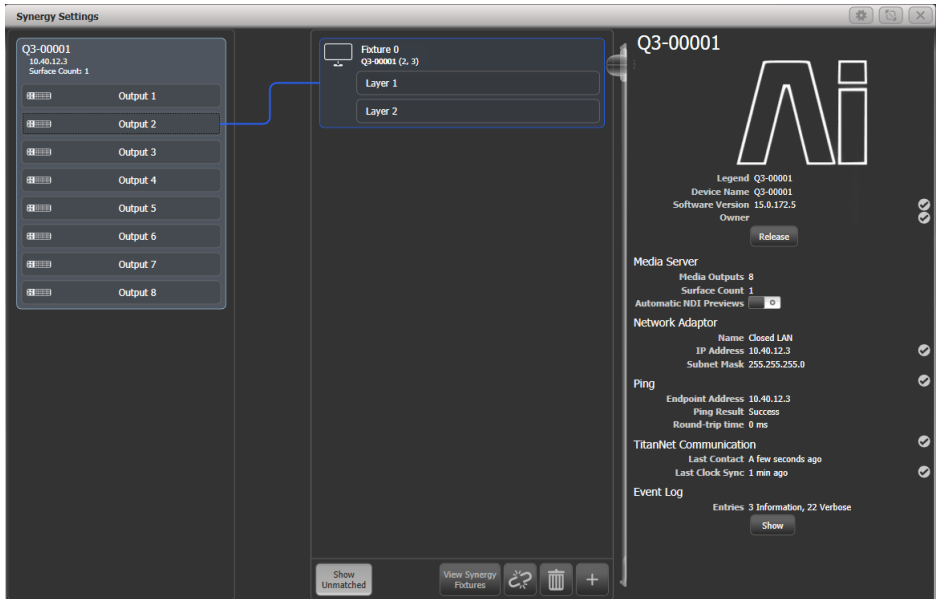 Synergy Settings
Q3-00001
10.40.12.3
Surface Count: 1
Output 1
Output 2
Output 3
Output 4
Output 5
Output 6
Output 7
Output 8
Fixture 0
Q3-00001 (2, 3)
Layer 1
Layer 2
Show
Unmatched
View Synergy
Fixtures
Q3-00001
Ai
Legend Q3-00001
Device Name Q3-00001
Software Version 15.0.172.5
Owner
Release
Media Server
Media Outputs 8
Surface Count 1
Automatic NDI Previews
Network Adaptor
Name Closed LAN
IP Address 10.40.12.3
Subnet Mask 255.255.255.0
Ping
Endpoint Address 10.40.12.3
Ping Result Success
Round-trip time 0 ms
TitanNet Communication
Last Contact A few seconds ago
Last Clock Sync 1 min ago
Event Log
Entries 3 Information, 22 Verbose
Show